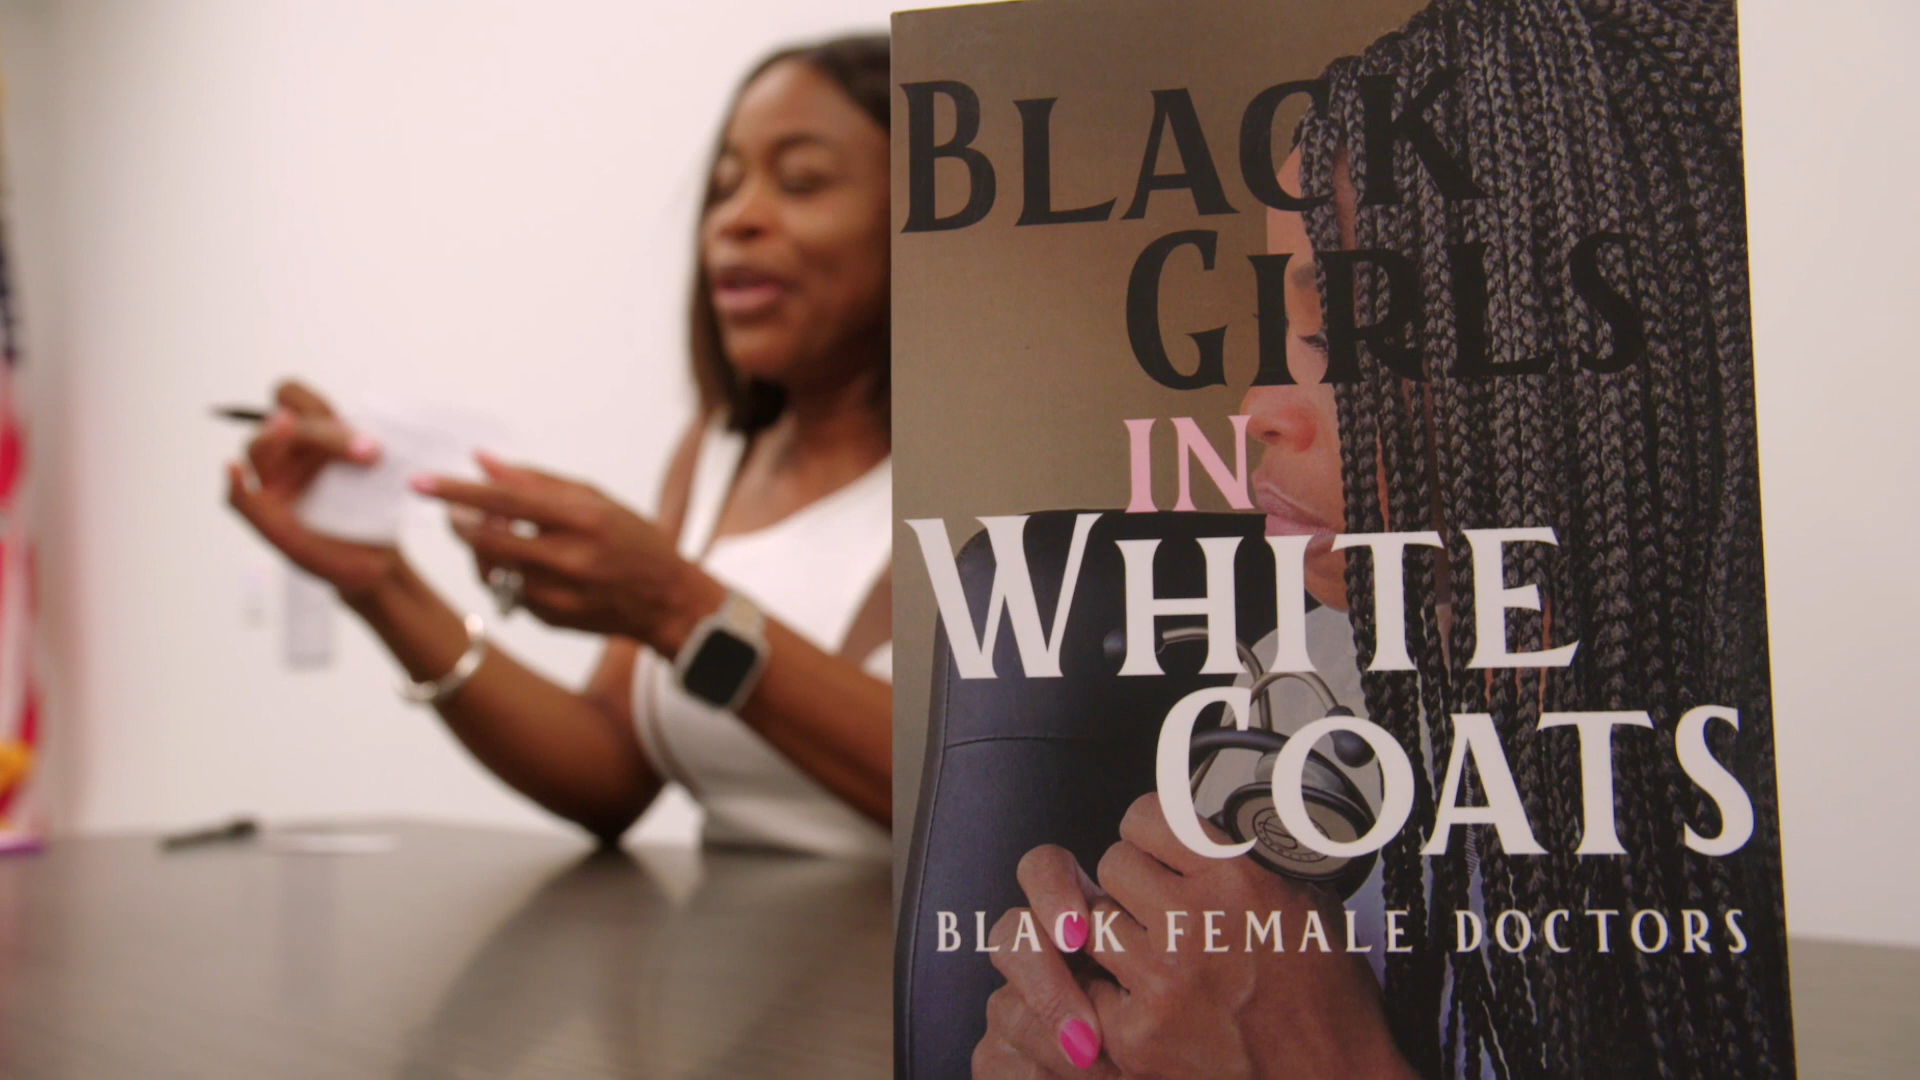 BLACK
GIRLS
IN
WHITE
COATS
BLACK FEMALE DOCTORS